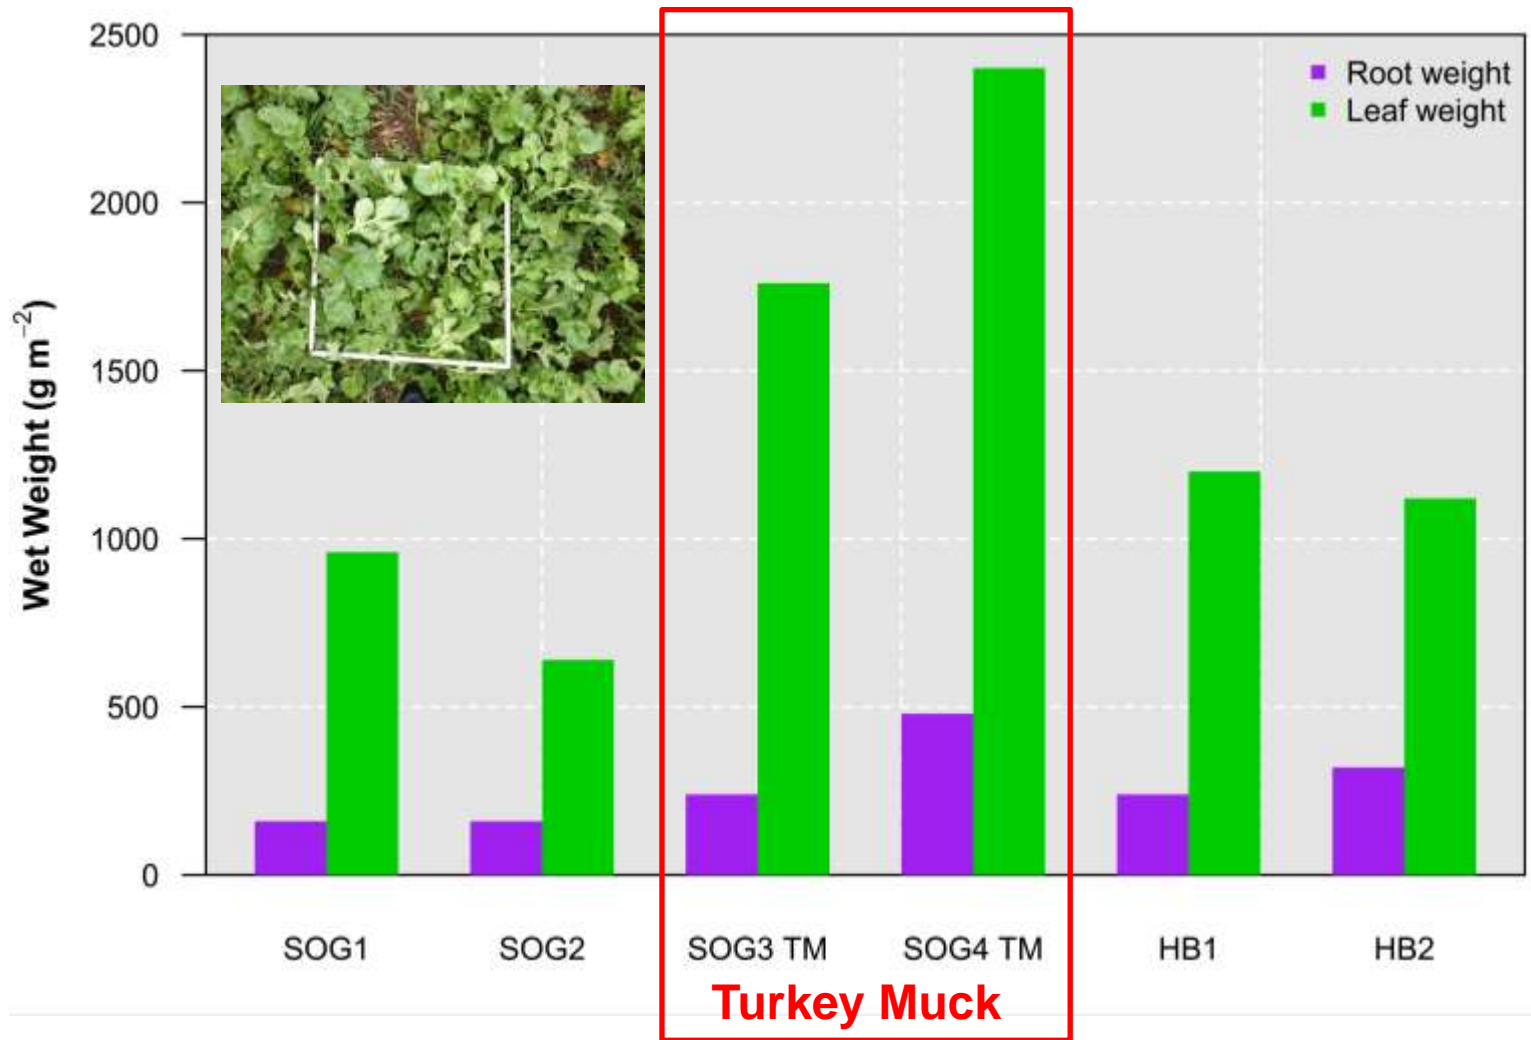 2500
2000
1500
1000
500
0
Wet Weight (g m⁻²)
Root weight
Leaf weight
SOG1 SOG2 SOG3 TM SOG4 TM HB1 HB2
Turkey Muck